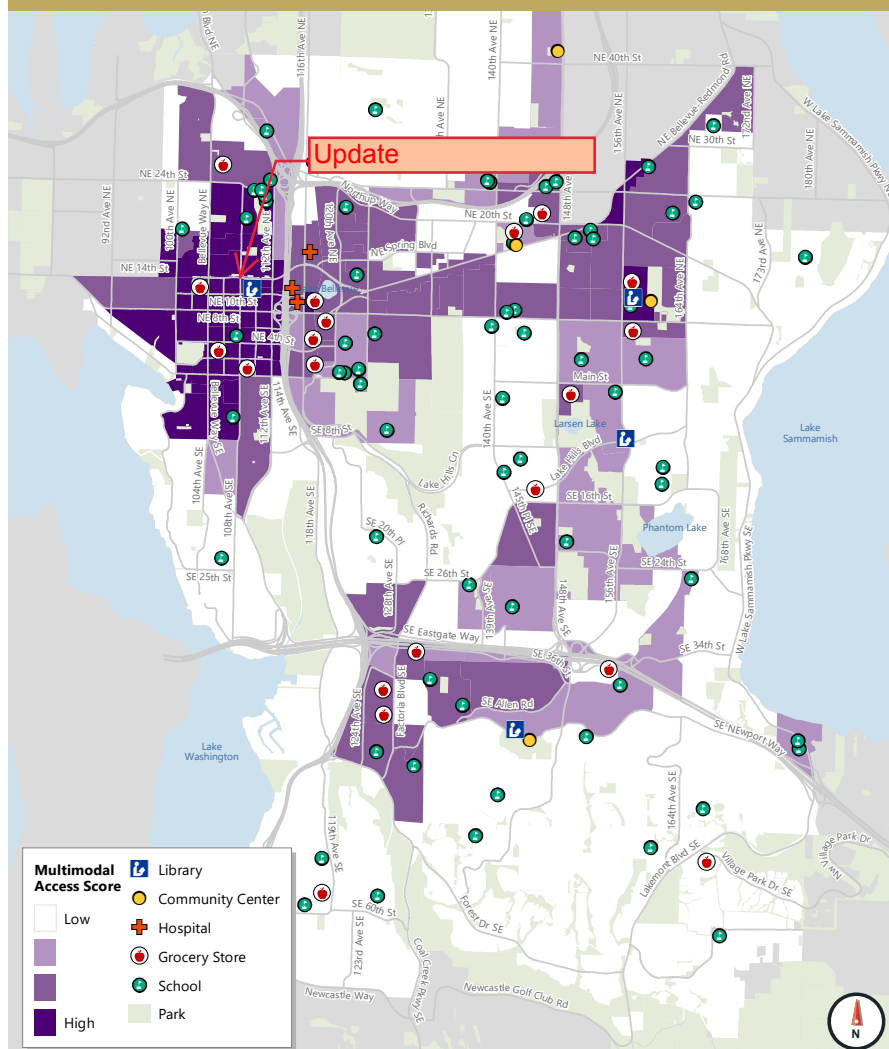 116th Ave NE
140th Ave NE
NE 40th St
156th Ave NE
NE Bellevue-Redmond Rd
172nd Ave NE
W Lake Sammamish Pkwy NE
NE 30th St
180th Ave NE
Update
NE 24th St
Northup Way
148th Ave NE
92nd Ave NE
100th Ave NE
Bellevue Way NE
112th Ave NE
120th Ave NE
NE 20th St
NE Spring Blvd
173rd Ave NE
NE 14th St
164th Ave NE
NE 10th St
NE 8th St
NE 4th St
Main St
Bellevue Way SE
112th Ave SE
114th Ave SE
SE 8th St
140th Ave SE
Larsen Lake
Lake Hills Blvd
Lake
Sammamish
Lake Hills Cn
104th Ave SE
108th Ave SE
118th Ave SE
Richards Rd
145th Pl SE
SE 16th St
Phantom Lake
168th Ave SE
SE 20th Pl
SE 25th St
128th Ave SE
SE 26th St
139th Ave SE
148th Ave SE
156th Ave SE
SE 24th St
W Lake Sammamish Pkwy SE
SE Eastgate Way
SE 36th St
SE 34th St
124th Ave SE
Factoria Blvd SE
SE Allen Rd
SE Newport Way
Lake
Washington
119th Ave SE
164th Ave SE
Lakemont Blvd SE
Village Park Dr SE
Village Park Dr
SE 60th St
123rd Ave SE
Forest Dr SE
Coal Creek Pkwy SE
Newcastle Way
Newcastle Golf Club Rd
Multimodal
Access Score
Low
High
Library
Community Center
Hospital
Grocery Store
School
Park
N